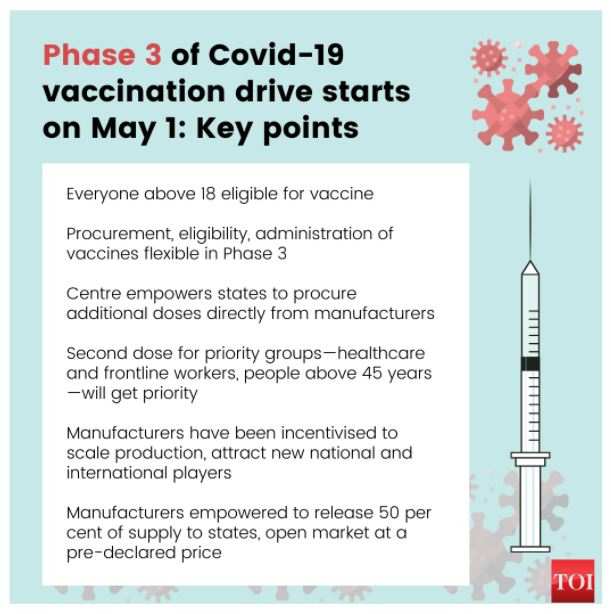 Phase 3 of Covid-19
vaccination drive starts
on May 1: Key points
Everyone above 18 eligible for vaccine
Procurement, eligibility, administration of
vaccines flexible in Phase 3
Centre empowers states to procure
additional doses directly from manufacturers
Second dose for priority groups—healthcare
and frontline workers, people above 45 years
—will get priority
Manufacturers have been incentivised to
scale production, attract new national and
international players
Manufacturers empowered to release 50 per
cent of supply to states, open market at a
pre-declared price
TOI